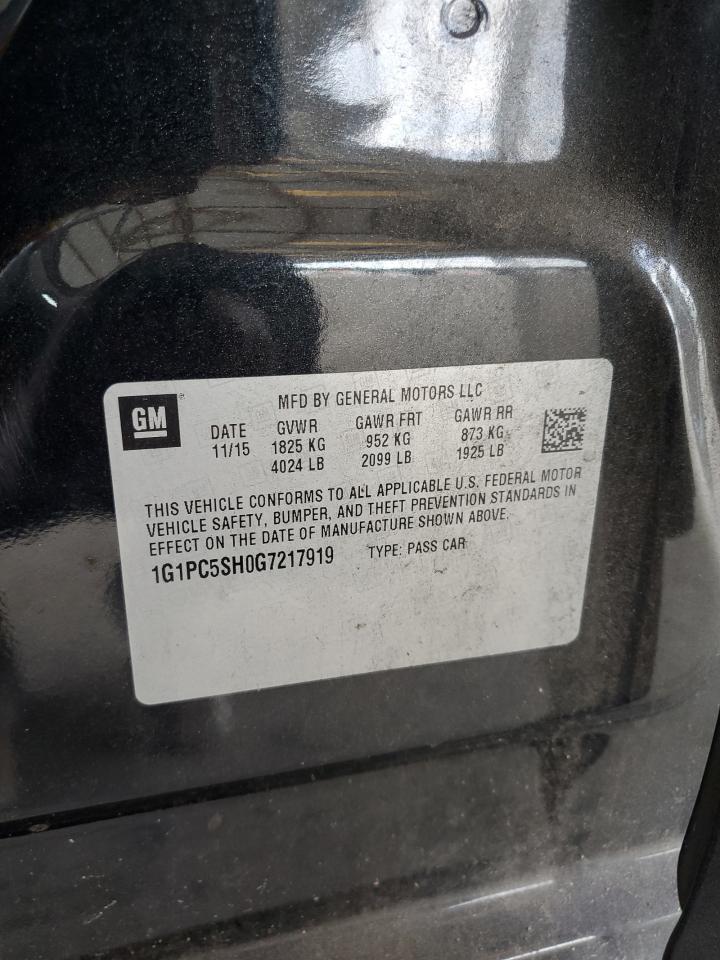 GM
MFD BY GENERAL MOTORS LLC
DATE GVWR GAWR FRT GAWR RR
11/15 1825 KG 952 KG 873 KG
4024 LB 2099 LB 1925 LB
THIS VEHICLE CONFORMS TO ALL APPLICABLE U.S. FEDERAL MOTOR
VEHICLE SAFETY, BUMPER, AND THEFT PREVENTION STANDARDS IN
EFFECT ON THE DATE OF MANUFACTURE SHOWN ABOVE.
1G1PC5SH0G7217919 TYPE: PASS CAR